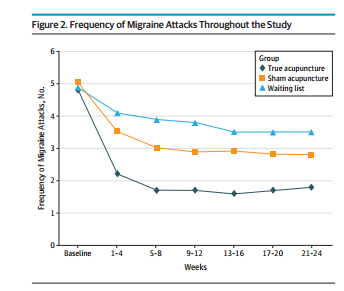 Figure 2. Frequency of Migraine Attacks Throughout the Study
Frequency of Migraine Attacks, No.
6
5
4
3
2
1
0
Group
True acupuncture
Sham acupuncture
Waiting list
Baseline 1-4 5-8 9-12 13-16 17-20 21-24
Weeks